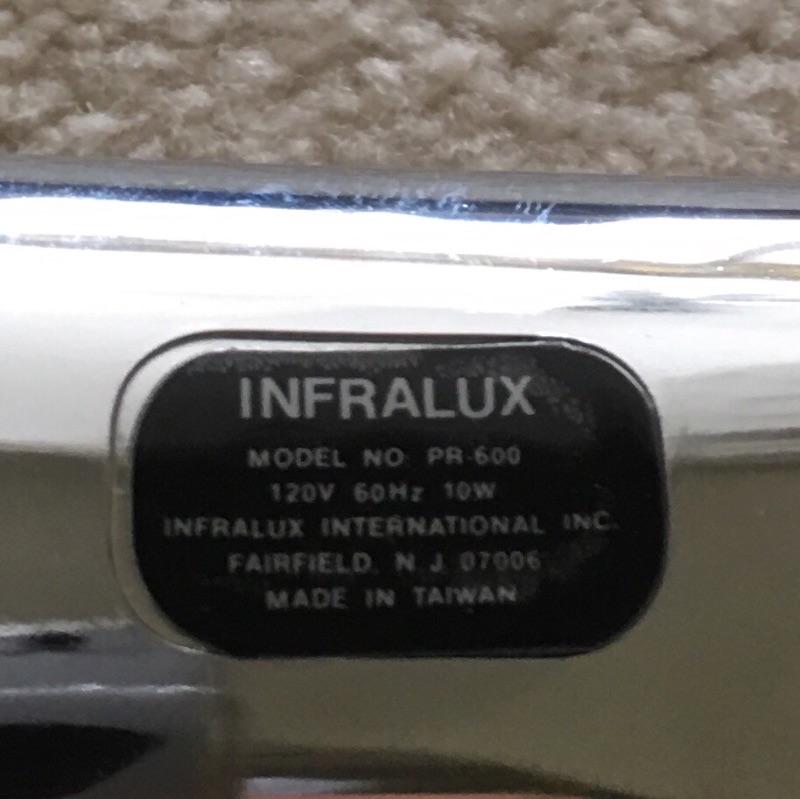 INFRALUX
MODEL NO. PR-600
120V 60Hz 10W
INFRALUX INTERNATIONAL INC.
FAIRFIELD, N.J. 07006
MADE IN TAIWAN